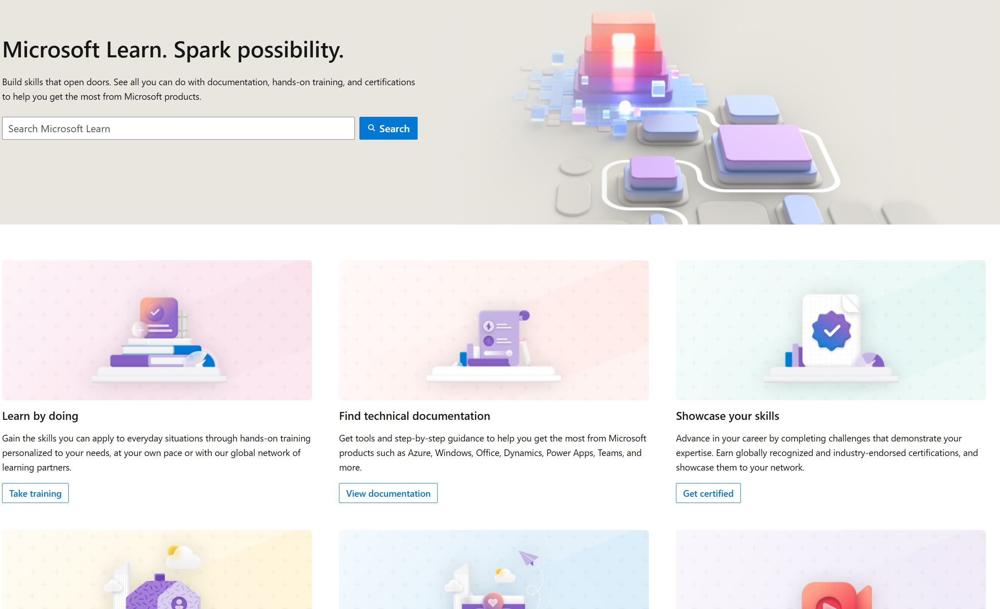 Microsoft Learn. Spark possibility.
Build skills that open doors. See all you can do with documentation, hands-on training, and certifications
to help you get the most from Microsoft products.
Search Microsoft Learn
Search
Learn by doing
Gain the skills you can apply to everyday situations through hands-on training
personalized to your needs, at your own pace or with our global network of
learning partners.
Take training
Find technical documentation
Get tools and step-by-step guidance to help you get the most from Microsoft
products such as Azure, Windows, Office, Dynamics, Power Apps, Teams, and
more.
View documentation
Showcase your skills
Advance in your career by completing challenges that demonstrate your
expertise. Earn globally recognized and industry-endorsed certifications, and
showcase them to your network.
Get certified